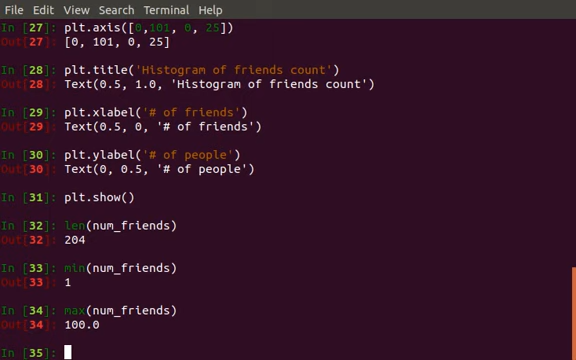 File Edit View Search Terminal Help
In [27]: plt.axis([0,101, 0, 25])
Out[27]: [0, 101, 0, 25]
In [28]: plt.title('Histogram of friends count')
Out[28]: Text(0.5, 1.0, 'Histogram of friends count')
In [29]: plt.xlabel('# of friends')
Out[29]: Text(0.5, 0, '# of friends')
In [30]: plt.ylabel('# of people')
Out[30]: Text(0, 0.5, '# of people')
In [31]: plt.show()
In [32]: len(num_friends)
Out[32]: 204
In [33]: min(num_friends)
Out[33]: 1
In [34]: max(num_friends)
Out[34]: 100.0
In [35]: